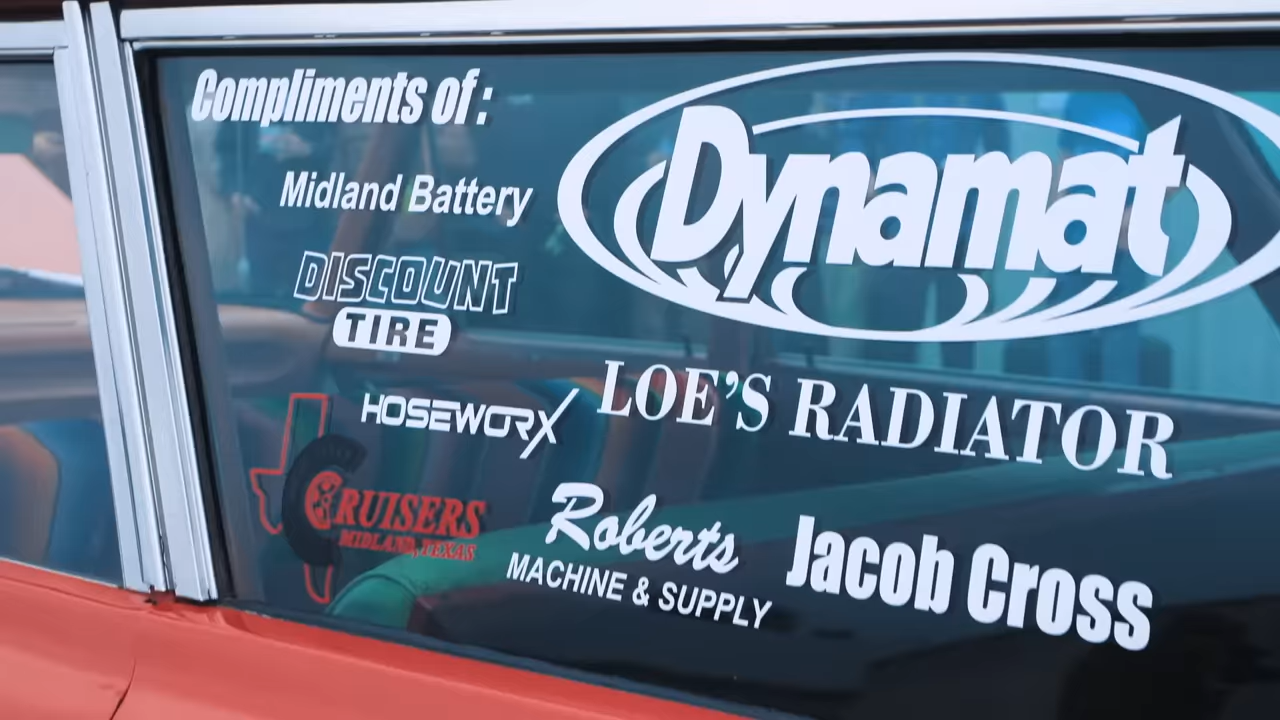 Compliments of :
Midland Battery
DISCOUNT
TIRE
HOSEWORX
CRUISERS
MIDLAND, TEXAS
Dynamat
LOE'S RADIATOR
Roberts
MACHINE & SUPPLY
Jacob Cross